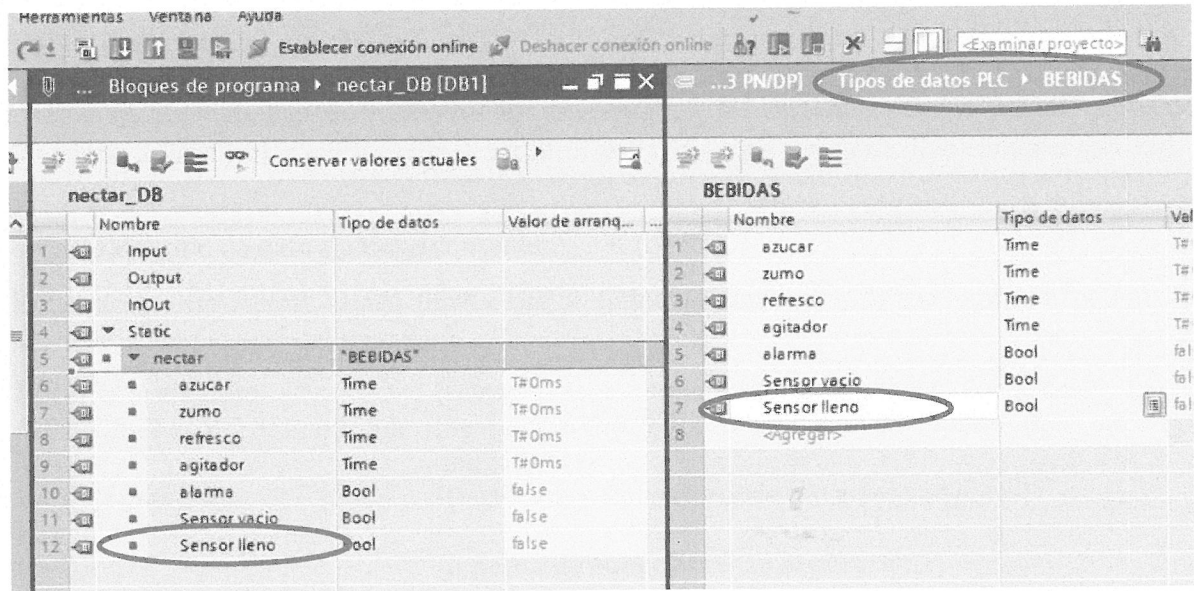 Herramientas Ventana Ayuda
Establecer conexión online Deshacer conexión online <Examinar proyecto>
... Bloques de programa nectar_DB [DB1]
...3 PN/DP] Tipos de datos PLC BEBIDAS
Conservar valores actuales
nectar_DB
Nombre Tipo de datos Valor de arranq... ...
1 Input
2 Output
3 InOut
4 Static
5 nectar "BEBIDAS"
6 azucar Time T#0ms
7 zumo Time T#0ms
8 refresco Time T#0ms
9 agitador Time T#0ms
10 alarma Bool false
11 Sensor vacio Bool false
12 Sensor lleno Bool false
BEBIDAS
Nombre Tipo de datos Val
1 azucar Time T#
2 zumo Time T#
3 refresco Time T#
4 agitador Time T#
5 alarma Bool fal
6 Sensor vacio Bool fal
7 Sensor lleno Bool fal
8 <Agregar>